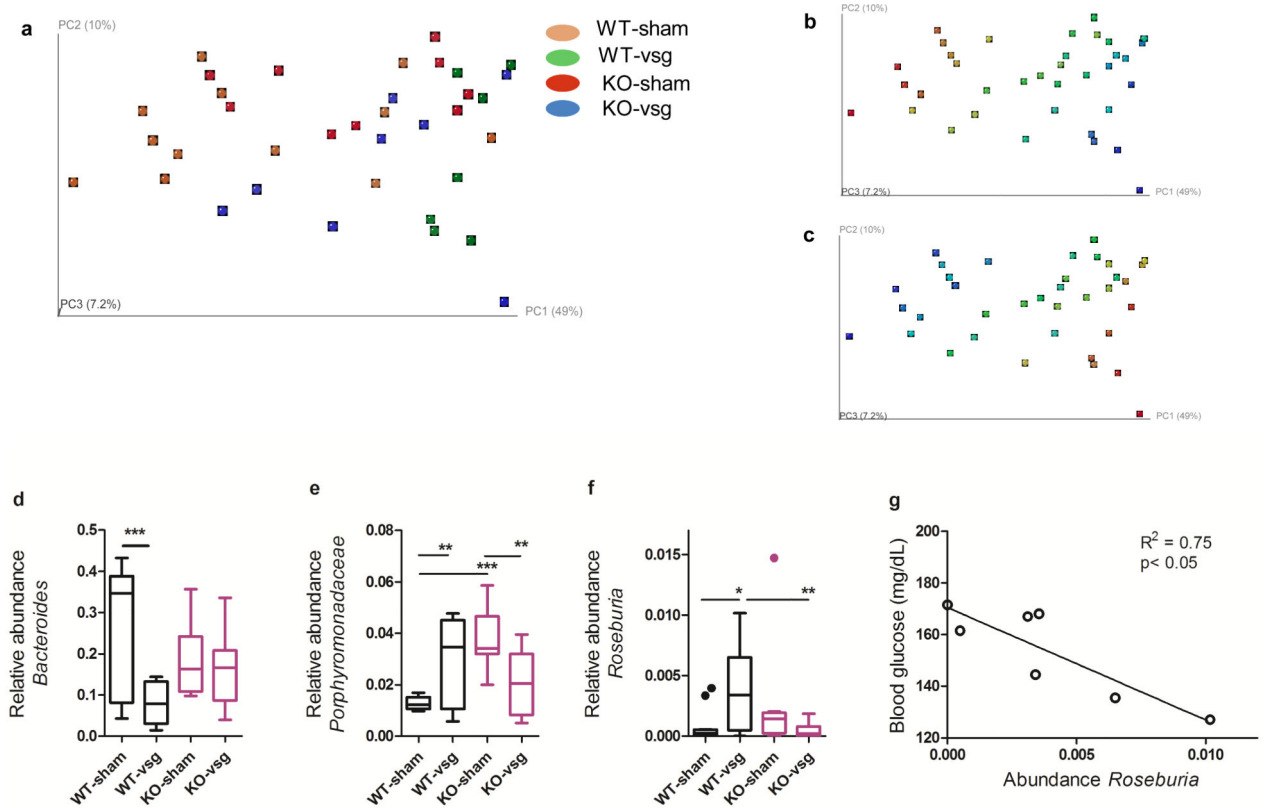 a
PC2 (10%)
PC3 (7.2%)
PC1 (49%)
WT-sham
WT-vsg
KO-sham
KO-vsg
b
PC2 (10%)
PC3 (7.2%)
PC1 (49%)
c
PC2 (10%)
PC3 (7.2%)
PC1 (49%)
d
Relative abundance
Bacteroides
0.5
0.4
0.3
0.2
0.1
0.0
***
WT-sham
WT-vsg
KO-sham
KO-vsg
e
Relative abundance
Porphyromonadaceae
0.08
0.06
0.04
0.02
0.00
**
***
**
WT-sham
WT-vsg
KO-sham
KO-vsg
f
Relative abundance
Roseburia
0.015
0.010
0.005
0.000
*
**
WT-sham
WT-vsg
KO-sham
KO-vsg
g
Blood glucose (mg/dL)
200
180
160
140
120
R² = 0.75
p< 0.05
0.000
0.005
0.010
Abundance Roseburia